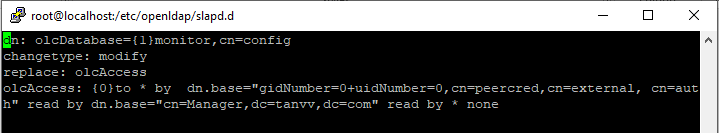 root@localhost:/etc/openldap/slapd.d
dn: olcDatabase={1}monitor,cn=config
changetype: modify
replace: olcAccess
olcAccess: {0}to * by  dn.base="gidNumber=0+uidNumber=0,cn=peercred,cn=external, cn=aut
h" read by dn.base="cn=Manager,dc=tanvv,dc=com" read by * none